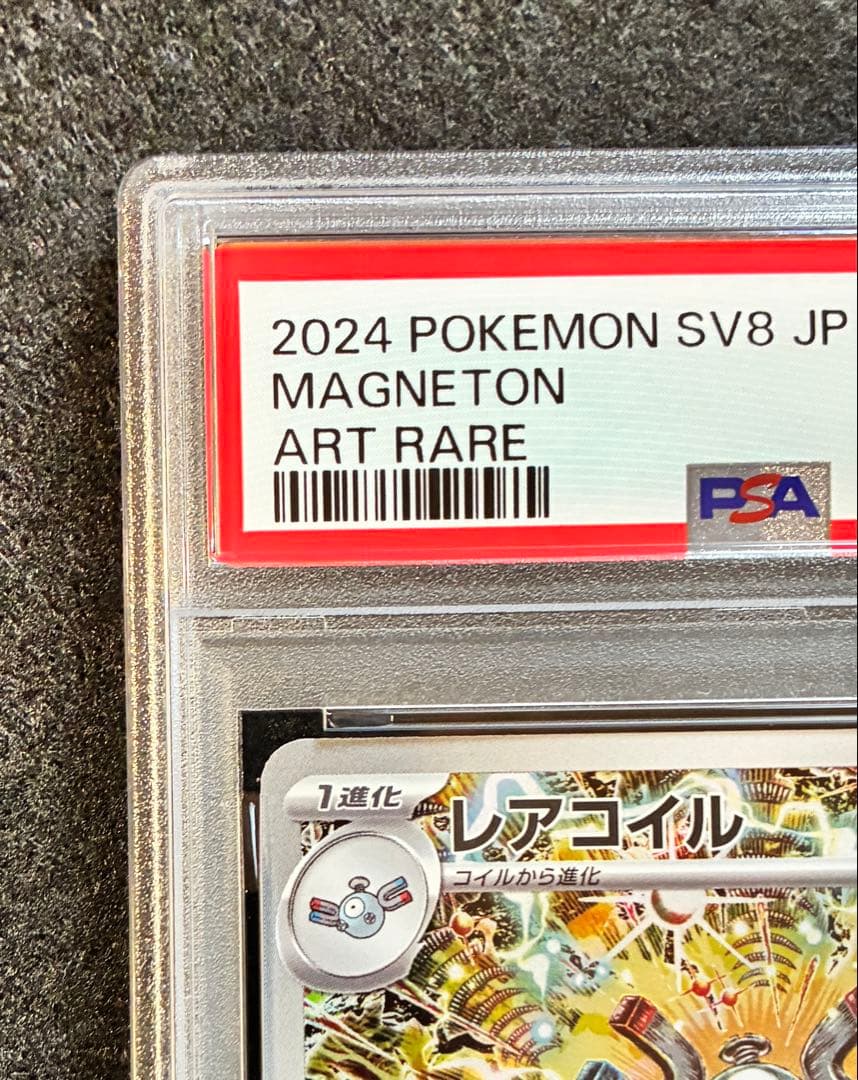 2024 POKEMON SV8 JP
MAGNETON
ART RARE
PSA
1進化
レアコイル
コイルから進化